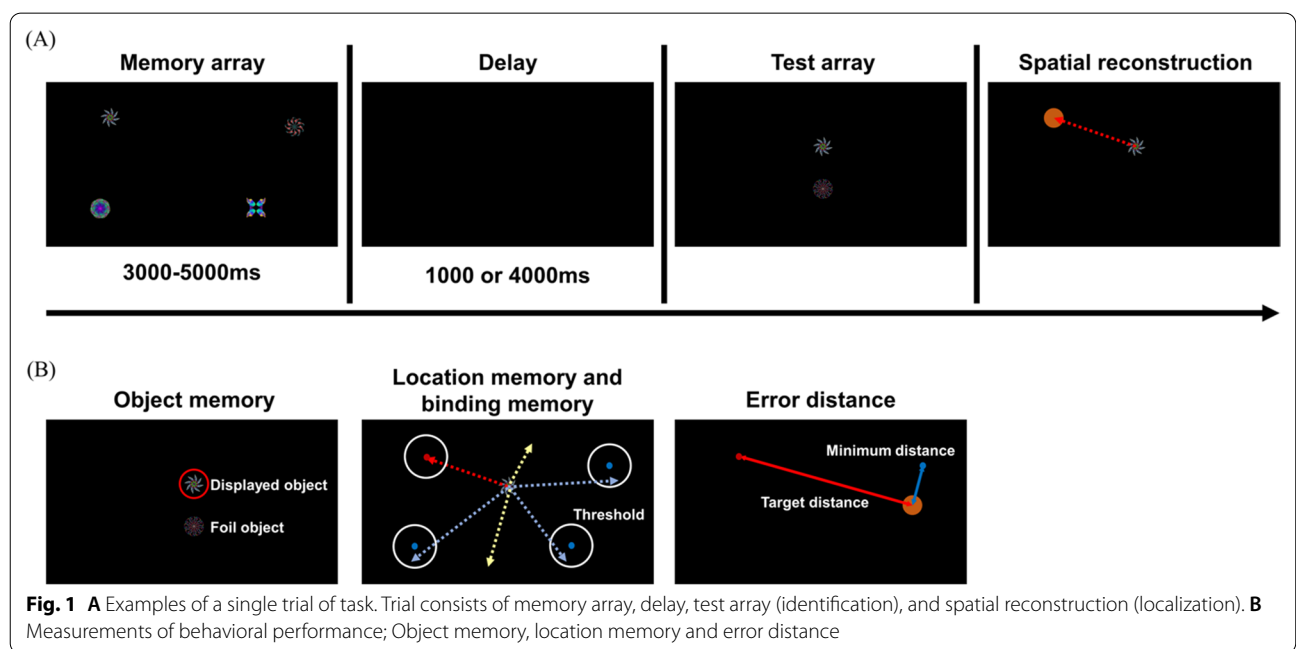 (A)
Memory array
Delay
Test array
Spatial reconstruction
3000-5000ms
1000 or 4000ms
(B)
Object memory
Location memory and
binding memory
Error distance
Displayed object
Foil object
Threshold
Minimum distance
Target distance
Fig. 1 A Examples of a single trial of task. Trial consists of memory array, delay, test array (identification), and spatial reconstruction (localization). B
Measurements of behavioral performance; Object memory, location memory and error distance